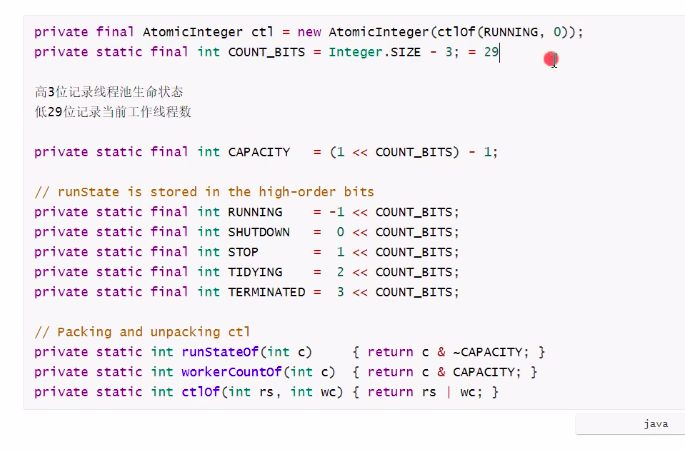 private final AtomicInteger ctl = new AtomicInteger(ctlOf(RUNNING, 0));
private static final int COUNT_BITS = Integer.SIZE - 3; = 29
高3位记录线程池生命状态
低29位记录当前工作线程数
private static final int CAPACITY   = (1 << COUNT_BITS) - 1;
// runState is stored in the high-order bits
private static final int RUNNING    = -1 << COUNT_BITS;
private static final int SHUTDOWN   =  0 << COUNT_BITS;
private static final int STOP       =  1 << COUNT_BITS;
private static final int TIDYING    =  2 << COUNT_BITS;
private static final int TERMINATED =  3 << COUNT_BITS;
// Packing and unpacking ctl
private static int runStateOf(int c)     { return c & ~CAPACITY; }
private static int workerCountOf(int c)  { return c & CAPACITY; }
private static int ctlOf(int rs, int wc) { return rs | wc; }
java